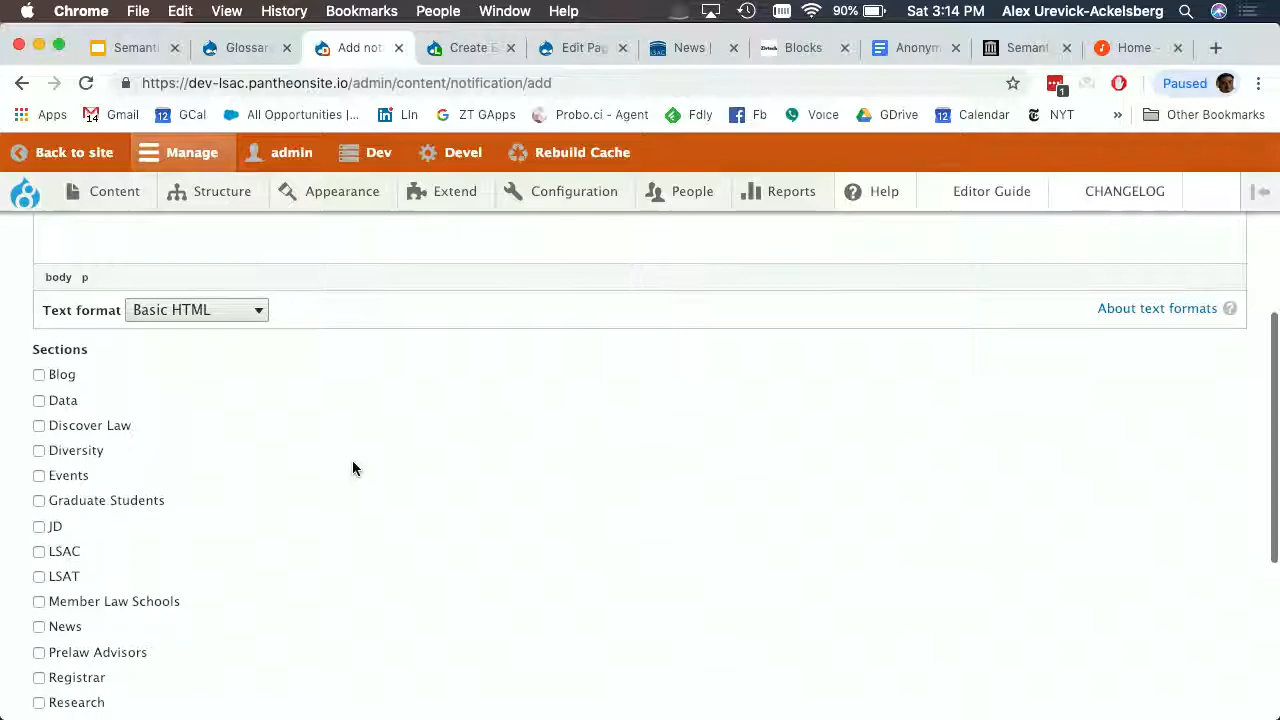 Chrome File Edit View History Bookmarks People Window Help 90% Sat 3:14 PM Alex Urevick-Ackelsberg
Semanti Glossar Add not Create E Edit Pag News | Blocks Anonym Semant Home -
https://dev-lsac.pantheonsite.io/admin/content/notification/add Paused
Apps Gmail GCal All Opportunities |... LIn ZT GApps Probo.ci - Agent Fdly Fb Voice GDrive Calendar NYT » Other Bookmarks
Back to site Manage admin Dev Devel Rebuild Cache
Content Structure Appearance Extend Configuration People Reports Help Editor Guide CHANGELOG
body p
Text format Basic HTML About text formats
Sections
Blog
Data
Discover Law
Diversity
Events
Graduate Students
JD
LSAC
LSAT
Member Law Schools
News
Prelaw Advisors
Registrar
Research